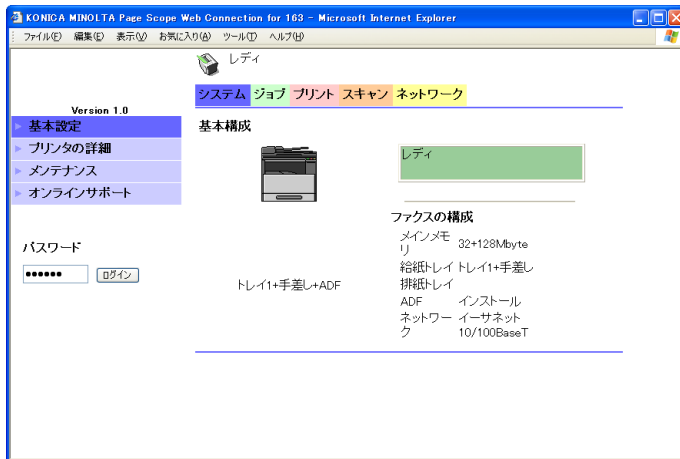 KONICA MINOLTA Page Scope Web Connection for 163 - Microsoft Internet Explorer
ファイル(F) 編集(E) 表示(V) お気に入り(A) ツール(T) ヘルプ(H)
レディ
システム ジョブ プリント スキャン ネットワーク
Version 1.0
基本設定
プリンタの詳細
メンテナンス
オンラインサポート
パスワード
●●●●●● ログイン
基本構成
トレイ1+手差し+ADF
レディ
ファクスの構成
メインメモ
リ 32+128Mbyte
給紙トレイ トレイ1+手差し
排紙トレイ
ADF インストール
ネットワー イーサネット
ク 10/100BaseT